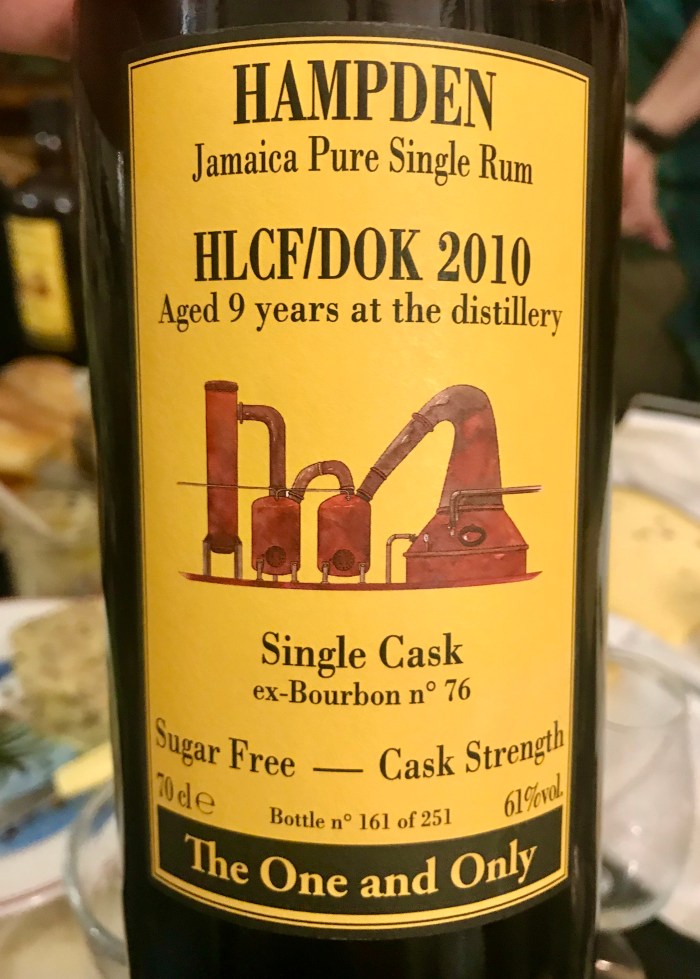 HAMPDEN
Jamaica Pure Single Rum
HLCF/DOK 2010
Aged 9 years at the distillery
Single Cask
ex-Bourbon n° 76
Sugar Free — Cask Strength
70 cl ℮ Bottle n° 161 of 251 61%vol.
The One and Only